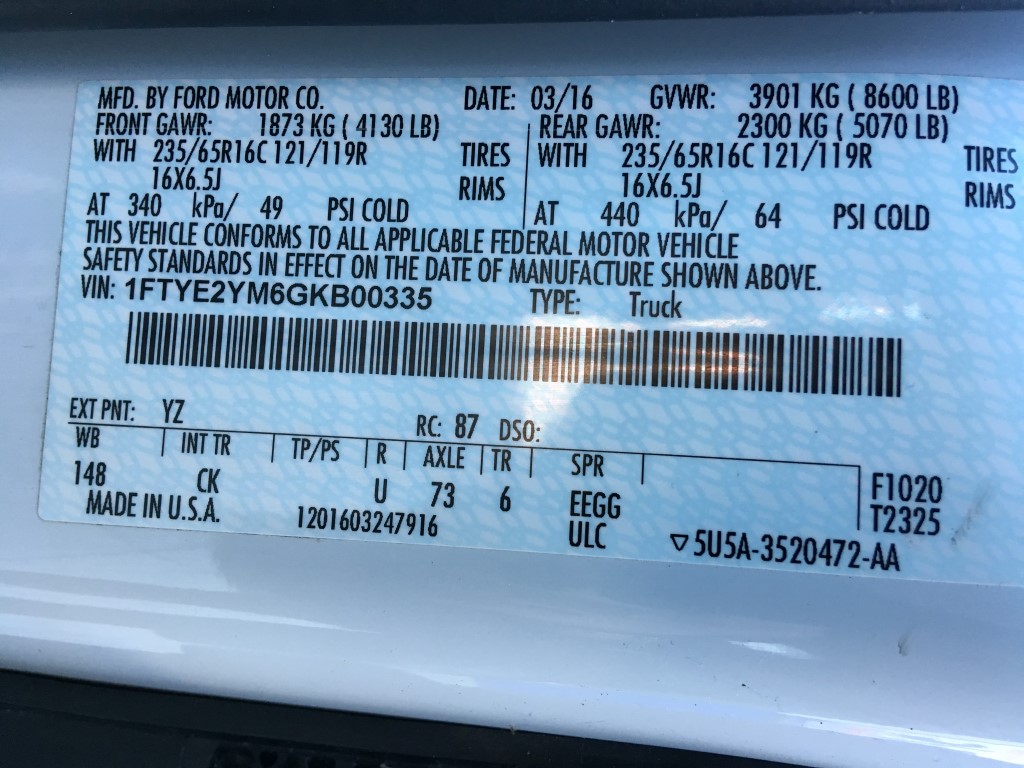 MFD. BY FORD MOTOR CO. DATE: 03/16 GVWR: 3901 KG ( 8600 LB)
FRONT GAWR: 1873 KG ( 4130 LB) REAR GAWR: 2300 KG ( 5070 LB)
WITH 235/65R16C 121/119R TIRES WITH 235/65R16C 121/119R TIRES
16X6.5J RIMS 16X6.5J RIMS
AT 340 kPa/ 49 PSI COLD AT 440 kPa/ 64 PSI COLD
THIS VEHICLE CONFORMS TO ALL APPLICABLE FEDERAL MOTOR VEHICLE
SAFETY STANDARDS IN EFFECT ON THE DATE OF MANUFACTURE SHOWN ABOVE.
VIN: 1FTYE2YM6GKB00335 TYPE: Truck
EXT PNT: YZ RC: 87 DSO:
WB INT TR TP/PS R AXLE TR SPR
148 CK U 73 6 EEGG F1020
MADE IN U.S.A. 1201603247916 ULC T2325
5U5A-3520472-AA